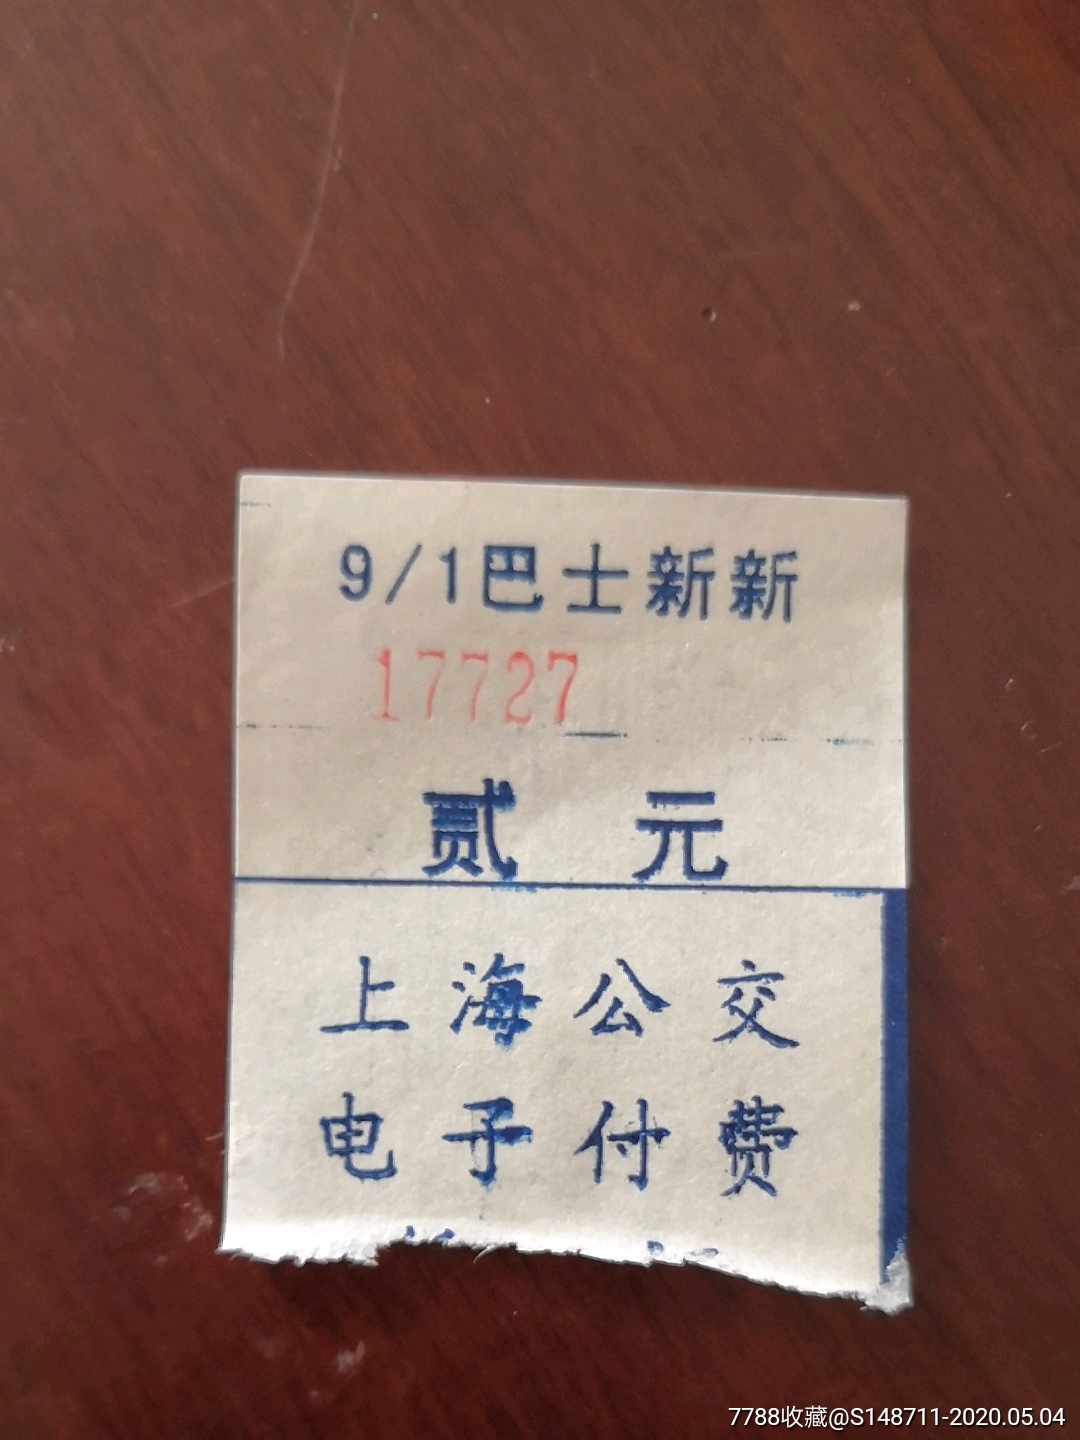 9/1巴士新新
17727
贰 元
上海公交
电子付费
7788收藏@S148711-2020.05.04